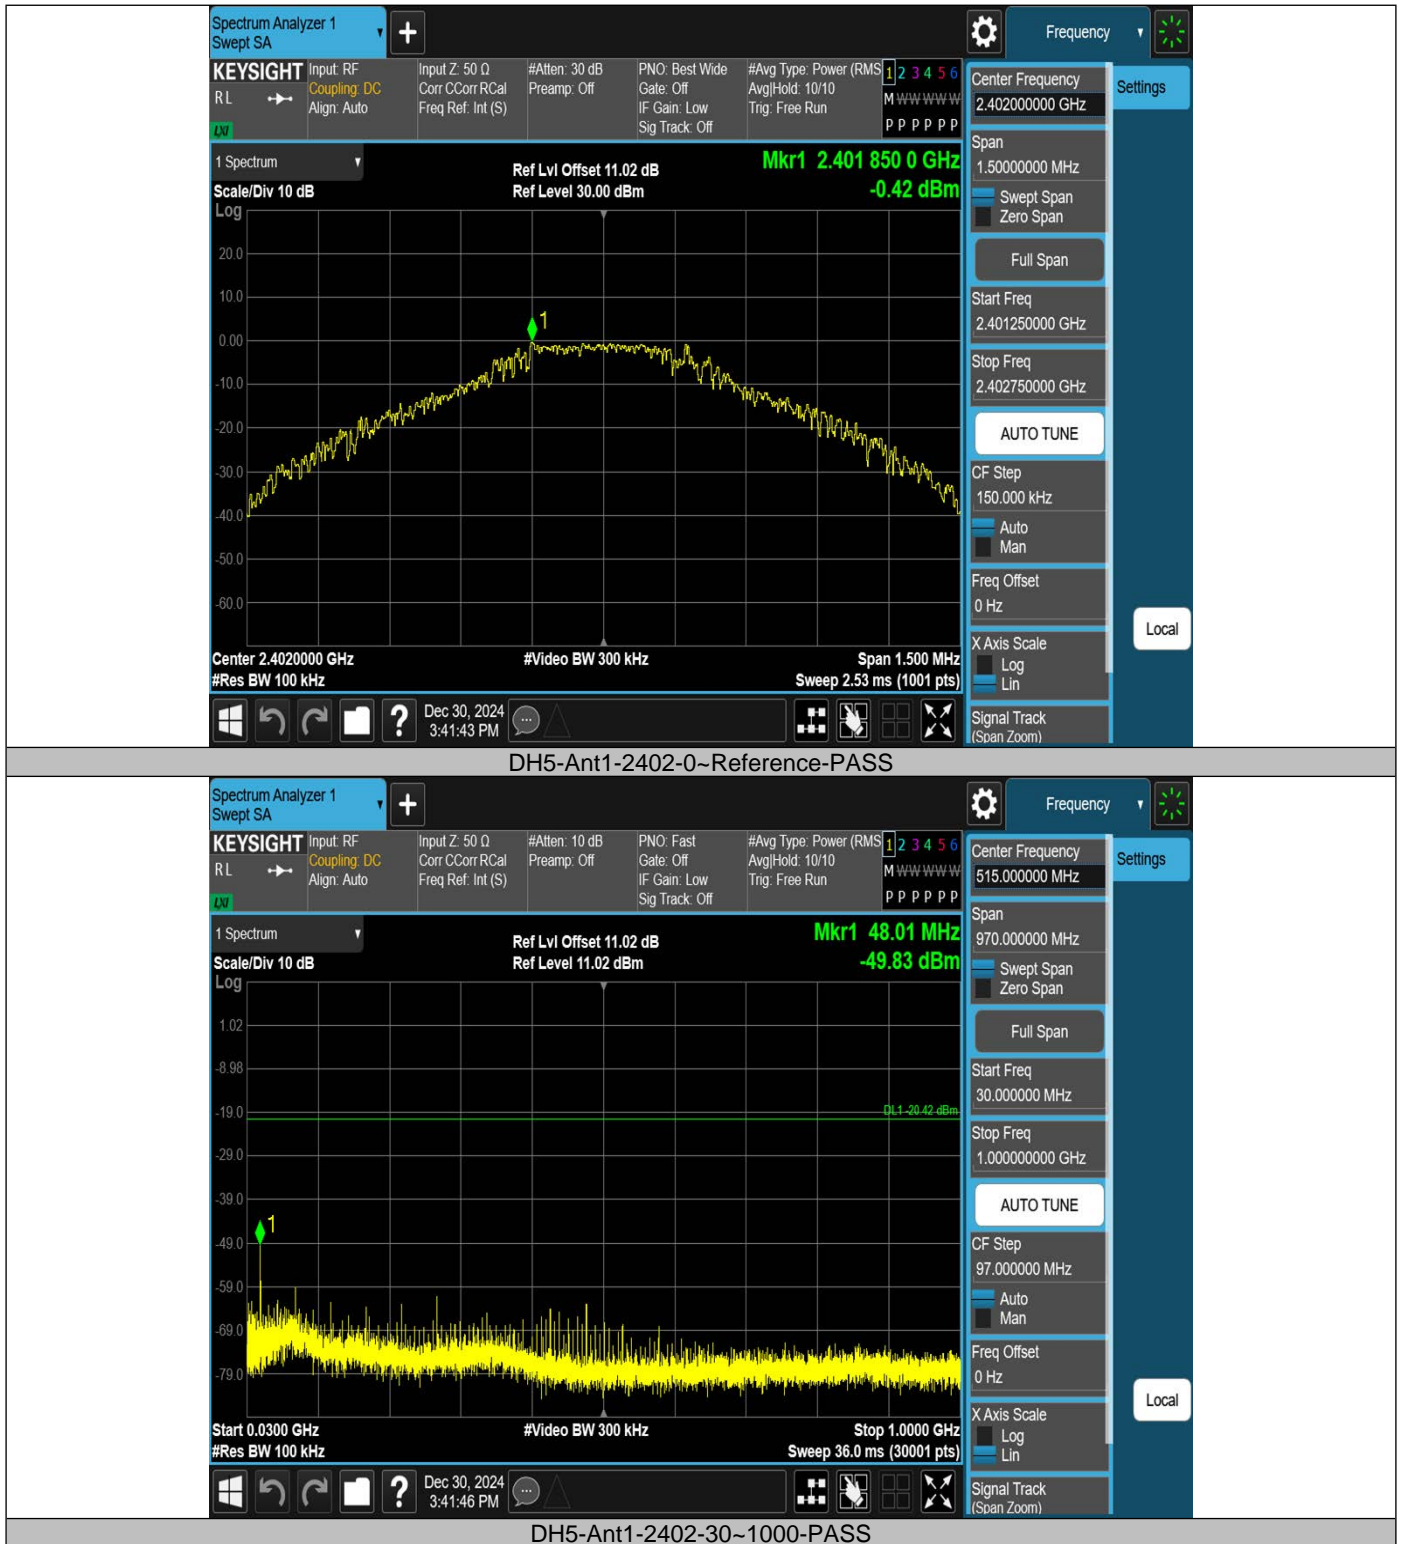 Spectrum Analyzer 1
Swept SA
Frequency
KEYSIGHT
RL
LXI
Input: RF
Coupling: DC
Align: Auto
Input Z: 50 Ω
Corr CCorr RCal
Freq Ref: Int (S)
#Atten: 30 dB
Preamp: Off
PNO: Best Wide
Gate: Off
IF Gain: Low
Sig Track: Off
#Avg Type: Power (RMS
Avg|Hold: 10/10
Trig: Free Run
1 2 3 4 5 6
M W W W W W
P P P P P P
Center Frequency
2.402000000 GHz
Settings
Span
1.50000000 MHz
Swept Span
Zero Span
Full Span
Start Freq
2.401250000 GHz
Stop Freq
2.402750000 GHz
AUTO TUNE
CF Step
150.000 kHz
Auto
Man
Freq Offset
0 Hz
X Axis Scale
Log
Lin
Signal Track
(Span Zoom)
Local
1 Spectrum
Scale/Div 10 dB
Log
Ref Lvl Offset 11.02 dB
Ref Level 30.00 dBm
Mkr1 2.401 850 0 GHz
-0.42 dBm
20.0
10.0
0.00
-10.0
-20.0
-30.0
-40.0
-50.0
-60.0
1
Center 2.4020000 GHz
#Res BW 100 kHz
#Video BW 300 kHz
Span 1.500 MHz
Sweep 2.53 ms (1001 pts)
?
Dec 30, 2024
3:41:43 PM
DH5-Ant1-2402-0~Reference-PASS
Spectrum Analyzer 1
Swept SA
Frequency
KEYSIGHT
RL
LXI
Input: RF
Coupling: DC
Align: Auto
Input Z: 50 Ω
Corr CCorr RCal
Freq Ref: Int (S)
#Atten: 10 dB
Preamp: Off
PNO: Fast
Gate: Off
IF Gain: Low
Sig Track: Off
#Avg Type: Power (RMS
Avg|Hold: 10/10
Trig: Free Run
1 2 3 4 5 6
M W W W W W
P P P P P P
Center Frequency
515.000000 MHz
Settings
Span
970.000000 MHz
Swept Span
Zero Span
Full Span
Start Freq
30.000000 MHz
Stop Freq
1.000000000 GHz
AUTO TUNE
CF Step
97.000000 MHz
Auto
Man
Freq Offset
0 Hz
X Axis Scale
Log
Lin
Signal Track
(Span Zoom)
Local
1 Spectrum
Scale/Div 10 dB
Log
Ref Lvl Offset 11.02 dB
Ref Level 11.02 dBm
Mkr1 48.01 MHz
-49.83 dBm
1.02
-8.98
-19.0
-29.0
-39.0
-49.0
-59.0
-69.0
-79.0
DL1 -20.42 dBm
1
Start 0.0300 GHz
#Res BW 100 kHz
#Video BW 300 kHz
Stop 1.0000 GHz
Sweep 36.0 ms (30001 pts)
?
Dec 30, 2024
3:41:46 PM
DH5-Ant1-2402-30~1000-PASS